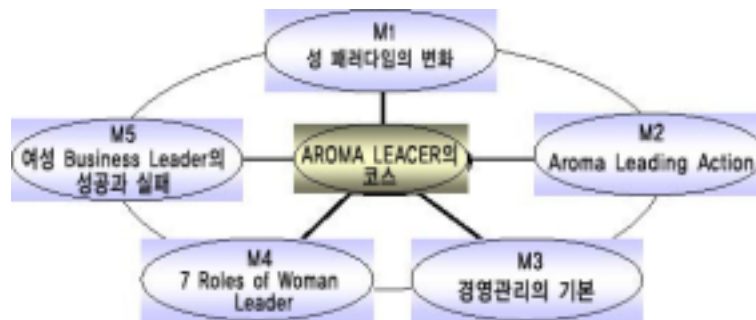 M1
성 패러다임의 변화
M5
여성 Business Leader의
성공과 실패
AROMA LEACER의
코스
M2
Aroma Leading Action
M4
7 Roles of Woman
Leader
M3
경영관리의 기본